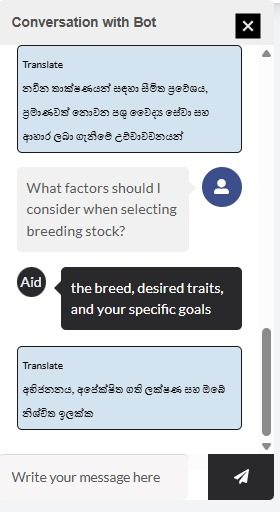 Conversation with Bot
Translate
නවීන තාක්ෂණයන් සඳහා සීමිත ප්‍රවේශය,
ප්‍රමාණවත් නොවන පශු වෛද්‍ය සේවා සහ
ආහාර ලබා ගැනීමේ උච්චාවචනයන්
What factors should I
consider when selecting
breeding stock?
Aid
the breed, desired traits,
and your specific goals
Translate
අභිජනනය, අපේක්ෂිත ගති ලක්ෂණ සහ ඔබේ
නිශ්චිත ඉලක්ක
Write your message here